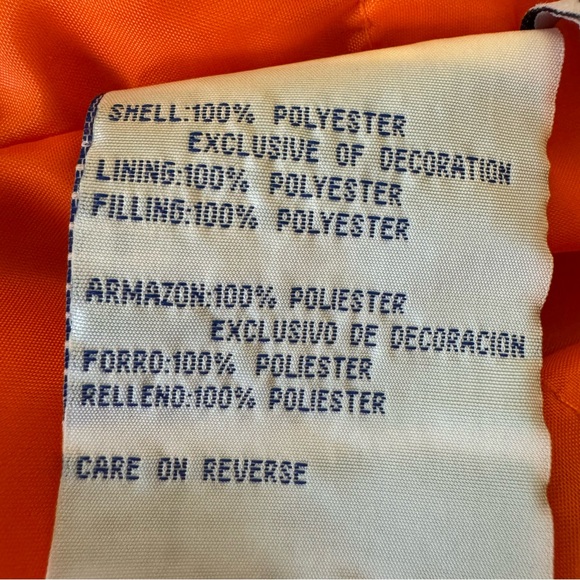 SHELL:100% POLYESTER
EXCLUSIVE OF DECORATION
LINING:100% POLYESTER
FILLING:100% POLYESTER
ARMAZON:100% POLIESTER
EXCLUSIVO DE DECORACION
FORRO:100% POLIESTER
RELLENO:100% POLIESTER
CARE ON REVERSE